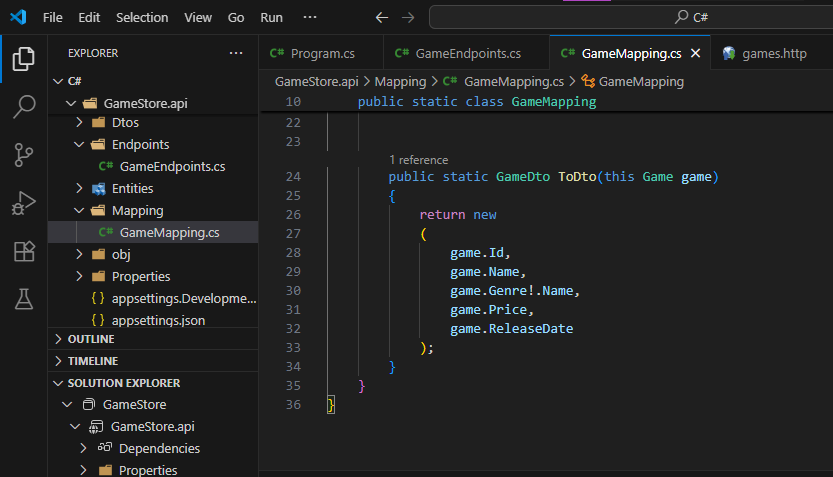 File Edit Selection View Go Run ··· C#
EXPLORER ···
C#
GameStore.api
Dtos
Endpoints
C# GameEndpoints.cs
Entities
Mapping
C# GameMapping.cs
obj
Properties
{} appsettings.Developme...
{} appsettings.json
OUTLINE
TIMELINE
SOLUTION EXPLORER
GameStore
GameStore.api
Dependencies
Properties
C# Program.cs C# GameEndpoints.cs C# GameMapping.cs games.http
GameStore.api > Mapping > C# GameMapping.cs > GameMapping
10 public static class GameMapping
22
23
1 reference
24 public static GameDto ToDto(this Game game)
25 {
26 return new
27 (
28 game.Id,
29 game.Name,
30 game.Genre!.Name,
31 game.Price,
32 game.ReleaseDate
33 );
34 }
35 }
36 }